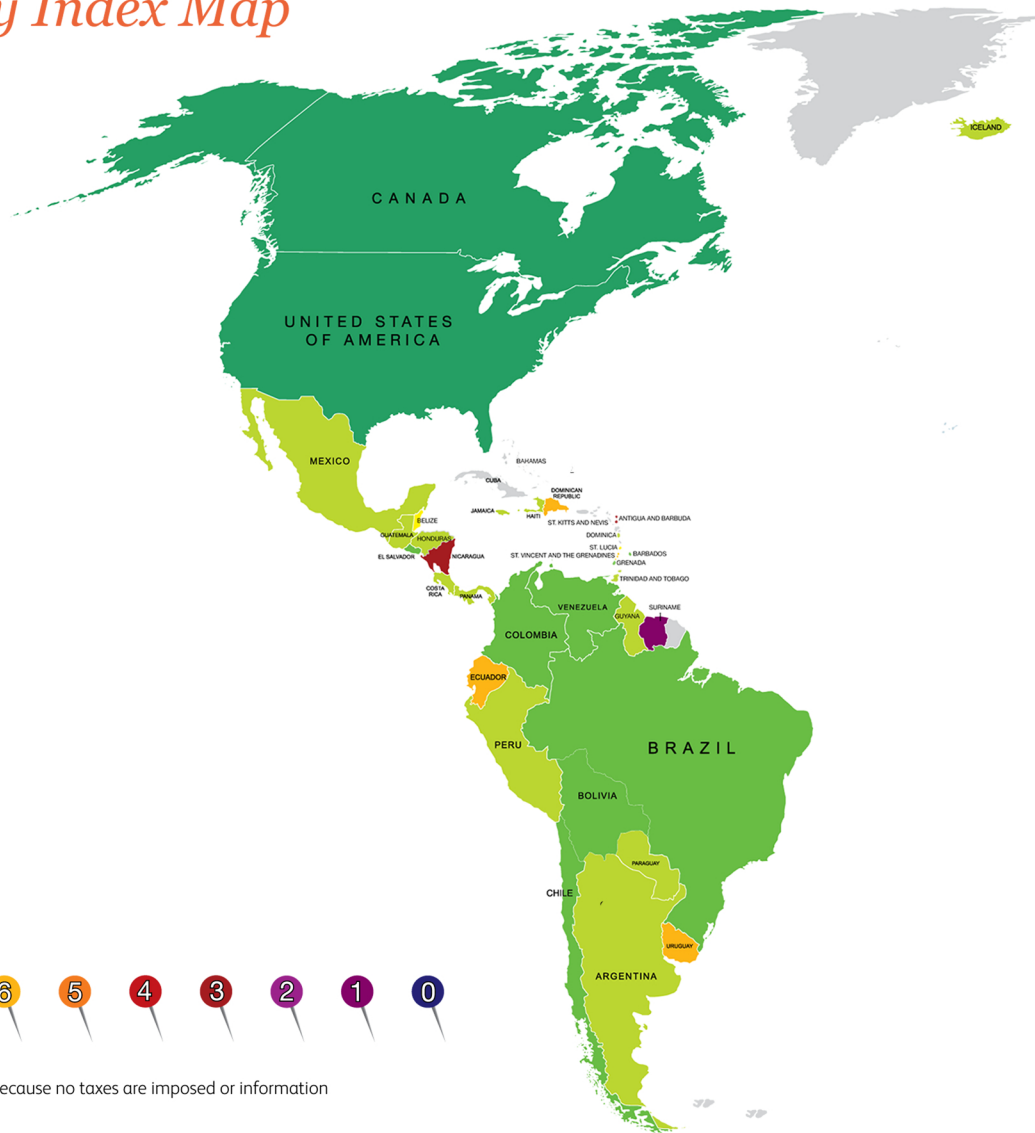 y Index Map
ICELAND
CANADA
UNITED STATES
OF AMERICA
MEXICO
BAHAMAS
CUBA
DOMINICAN
REPUBLIC
JAMAICA
HAITI
ANTIGUA AND BARBUDA
ST. KITTS AND NEVIS
BELIZE
GUATEMALA
HONDURAS
DOMINICA
ST. LUCIA
EL SALVADOR
NICARAGUA
ST. VINCENT AND THE GRENADINES
BARBADOS
GRENADA
TRINIDAD AND TOBAGO
COSTA
RICA
PANAMA
VENEZUELA
SURINAME
GUYANA
COLOMBIA
ECUADOR
PERU
BRAZIL
BOLIVIA
PARAGUAY
CHILE
URUGUAY
ARGENTINA
6 5 4 3 2 1 0
ecause no taxes are imposed or information